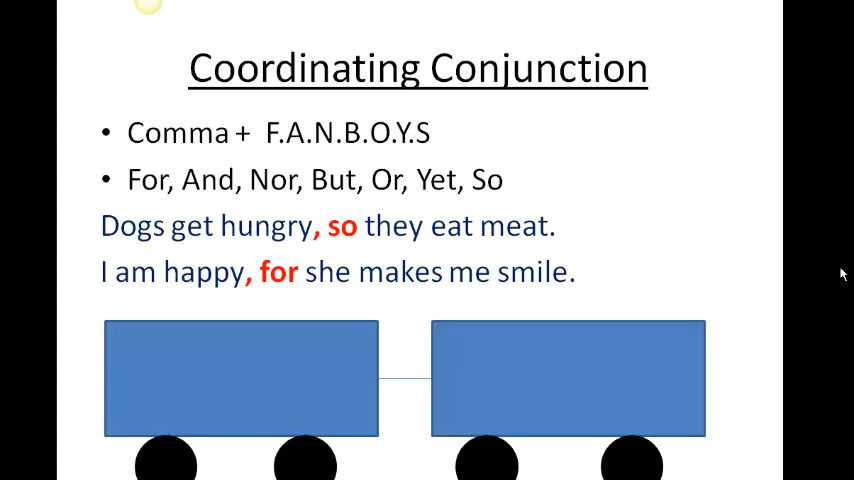 Coordinating Conjunction
• Comma + F.A.N.B.O.Y.S
• For, And, Nor, But, Or, Yet, So
Dogs get hungry, so they eat meat.
I am happy, for she makes me smile.